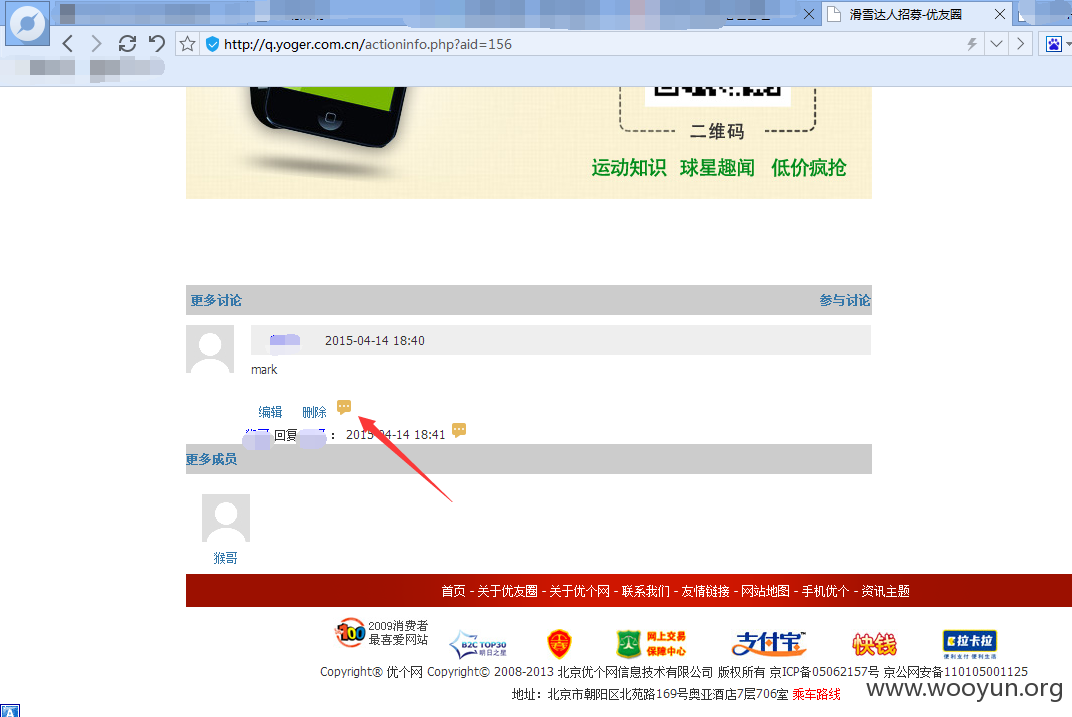 滑雪达人招募-优友圈
http://q.yoger.com.cn/actioninfo.php?aid=156
二维码
运动知识 球星趣闻 低价疯抢
更多讨论 参与讨论
2015-04-14 18:40
mark
编辑 删除
回复 : 2015-04-14 18:41
更多成员
猴哥
首页 - 关于优友圈 - 关于优个网 - 联系我们 - 友情链接 - 网站地图 - 手机优个 - 资讯主题
100 2009消费者
最喜爱网站
B2C TOP30
明日之星
网上交易
保障中心
支付宝
快钱
拉卡拉
便利支付 便利生活
Copyright® 优个网 Copyright© 2008-2013 北京优个网信息技术有限公司 版权所有 京ICP备05062157号 京公网安备110105001125
地址：北京市朝阳区北苑路169号奥亚酒店7层706室 乘车路线
www.wooyun.org